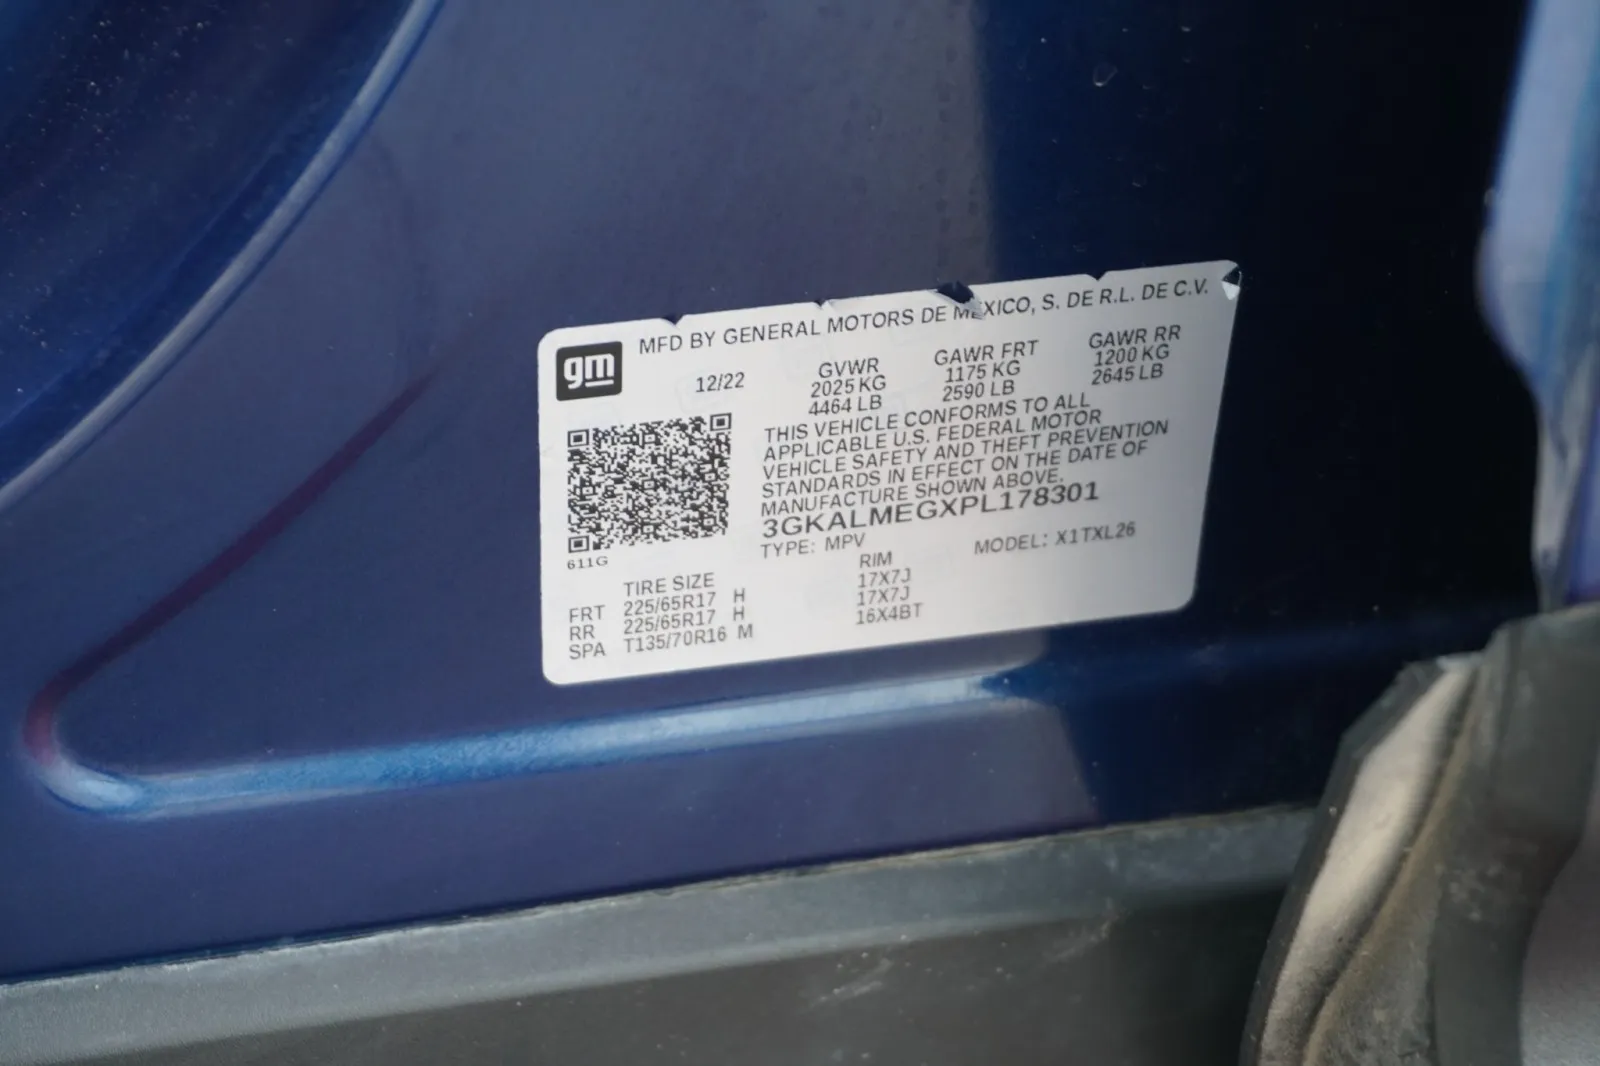 MFD BY GENERAL MOTORS DE MEXICO, S. DE R.L. DE C.V.
gm
12/22
GVWR
2025 KG
4464 LB
GAWR FRT
1175 KG
2590 LB
GAWR RR
1200 KG
2645 LB
THIS VEHICLE CONFORMS TO ALL
APPLICABLE U.S. FEDERAL MOTOR
VEHICLE SAFETY AND THEFT PREVENTION
STANDARDS IN EFFECT ON THE DATE OF
MANUFACTURE SHOWN ABOVE.
3GKALMEGXPL178301
TYPE: MPV MODEL: X1TXL26
611G
TIRE SIZE RIM
FRT 225/65R17 H 17X7J
RR 225/65R17 H 17X7J
SPA T135/70R16 M 16X4BT